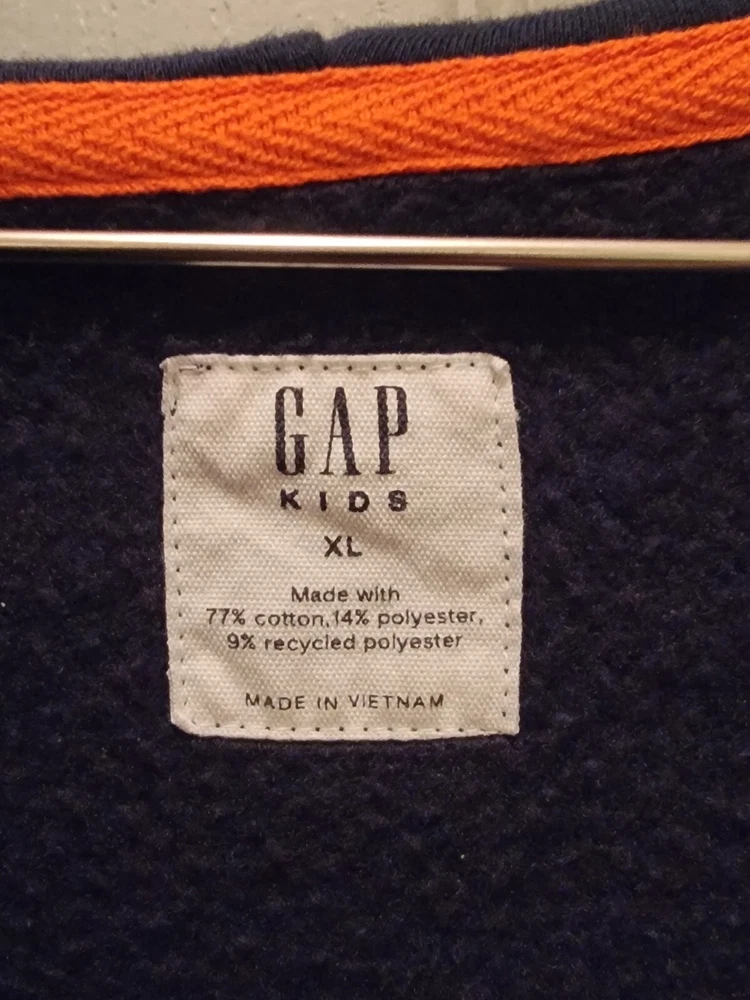 GAP
KIDS
XL
Made with
77% cotton,14% polyester,
9% recycled polyester
MADE IN VIETNAM